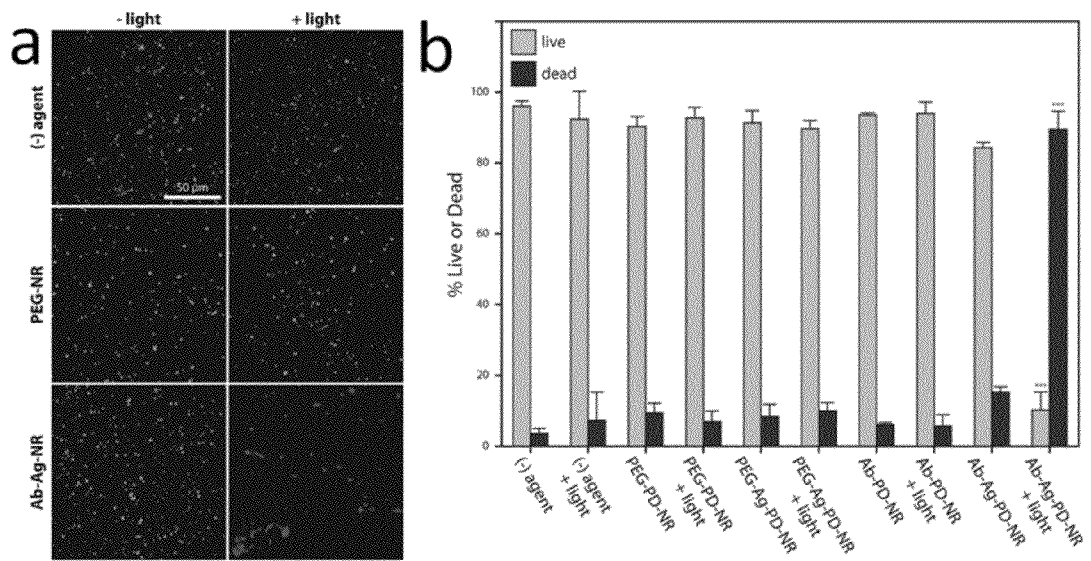 a
- light
+ light
(-) agent
50 µm
PEG-NR
Ab-Ag-NR
b
live
dead
% Live or Dead
100
80
60
40
20
0
(-) agent
(-) agent
+ light
PEG-PD-NR
PEG-PD-NR
+ light
PEG-Ag-PD-NR
PEG-Ag-PD-NR
+ light
Ab-PD-NR
Ab-PD-NR
+ light
Ab-Ag-PD-NR
Ab-Ag-PD-NR
+ light